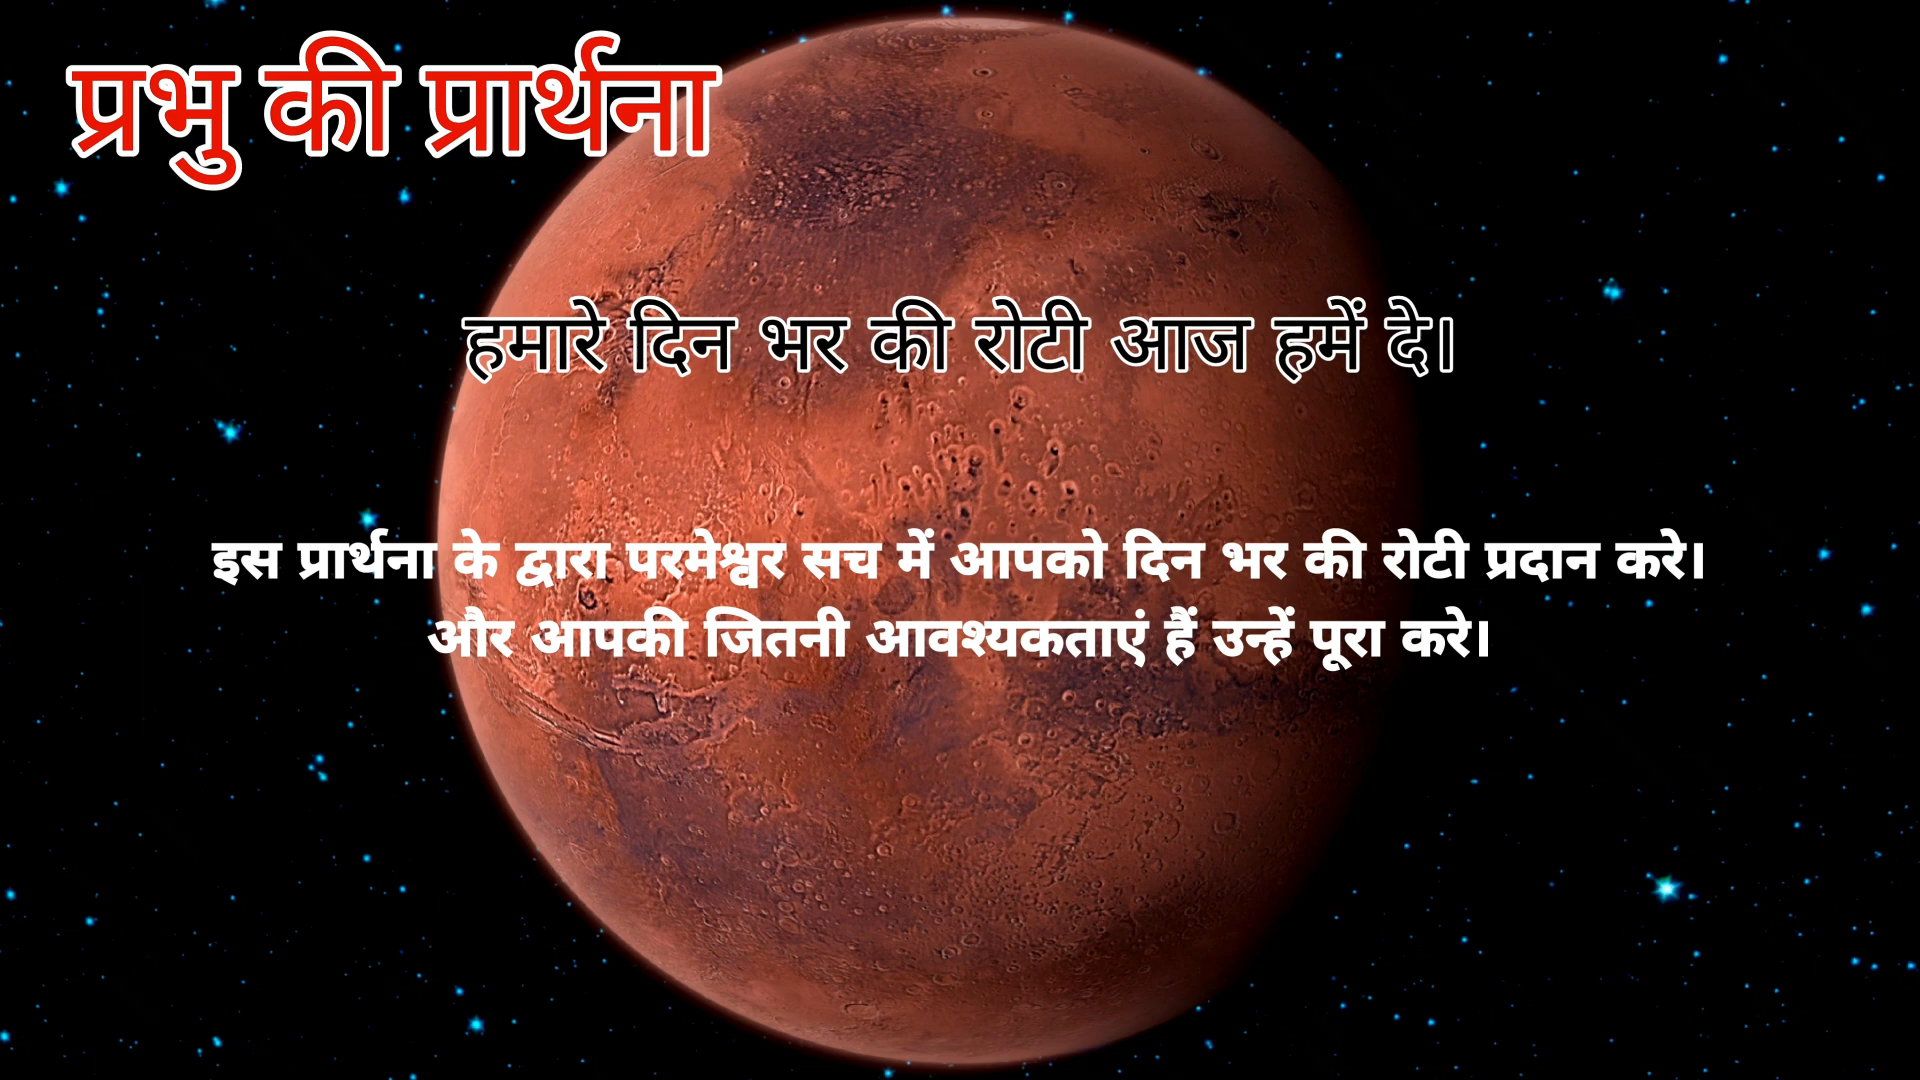 प्रभु की प्रार्थना
हमारे दिन भर की रोटी आज हमें दे।
इस प्रार्थना के द्वारा परमेश्वर सच में आपको दिन भर की रोटी प्रदान करे।
और आपकी जितनी आवश्यकताएं हैं उन्हें पूरा करे।